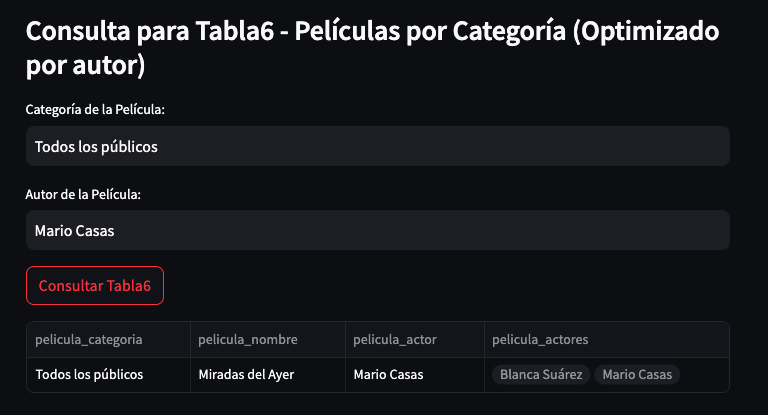 Consulta para Tabla6 - Películas por Categoría (Optimizado
por autor)
Categoría de la Película:
Todos los públicos
Autor de la Película:
Mario Casas
Consultar Tabla6
pelicula_categoria pelicula_nombre pelicula_actor pelicula_actores
Todos los públicos Miradas del Ayer Mario Casas Blanca Suárez Mario Casas